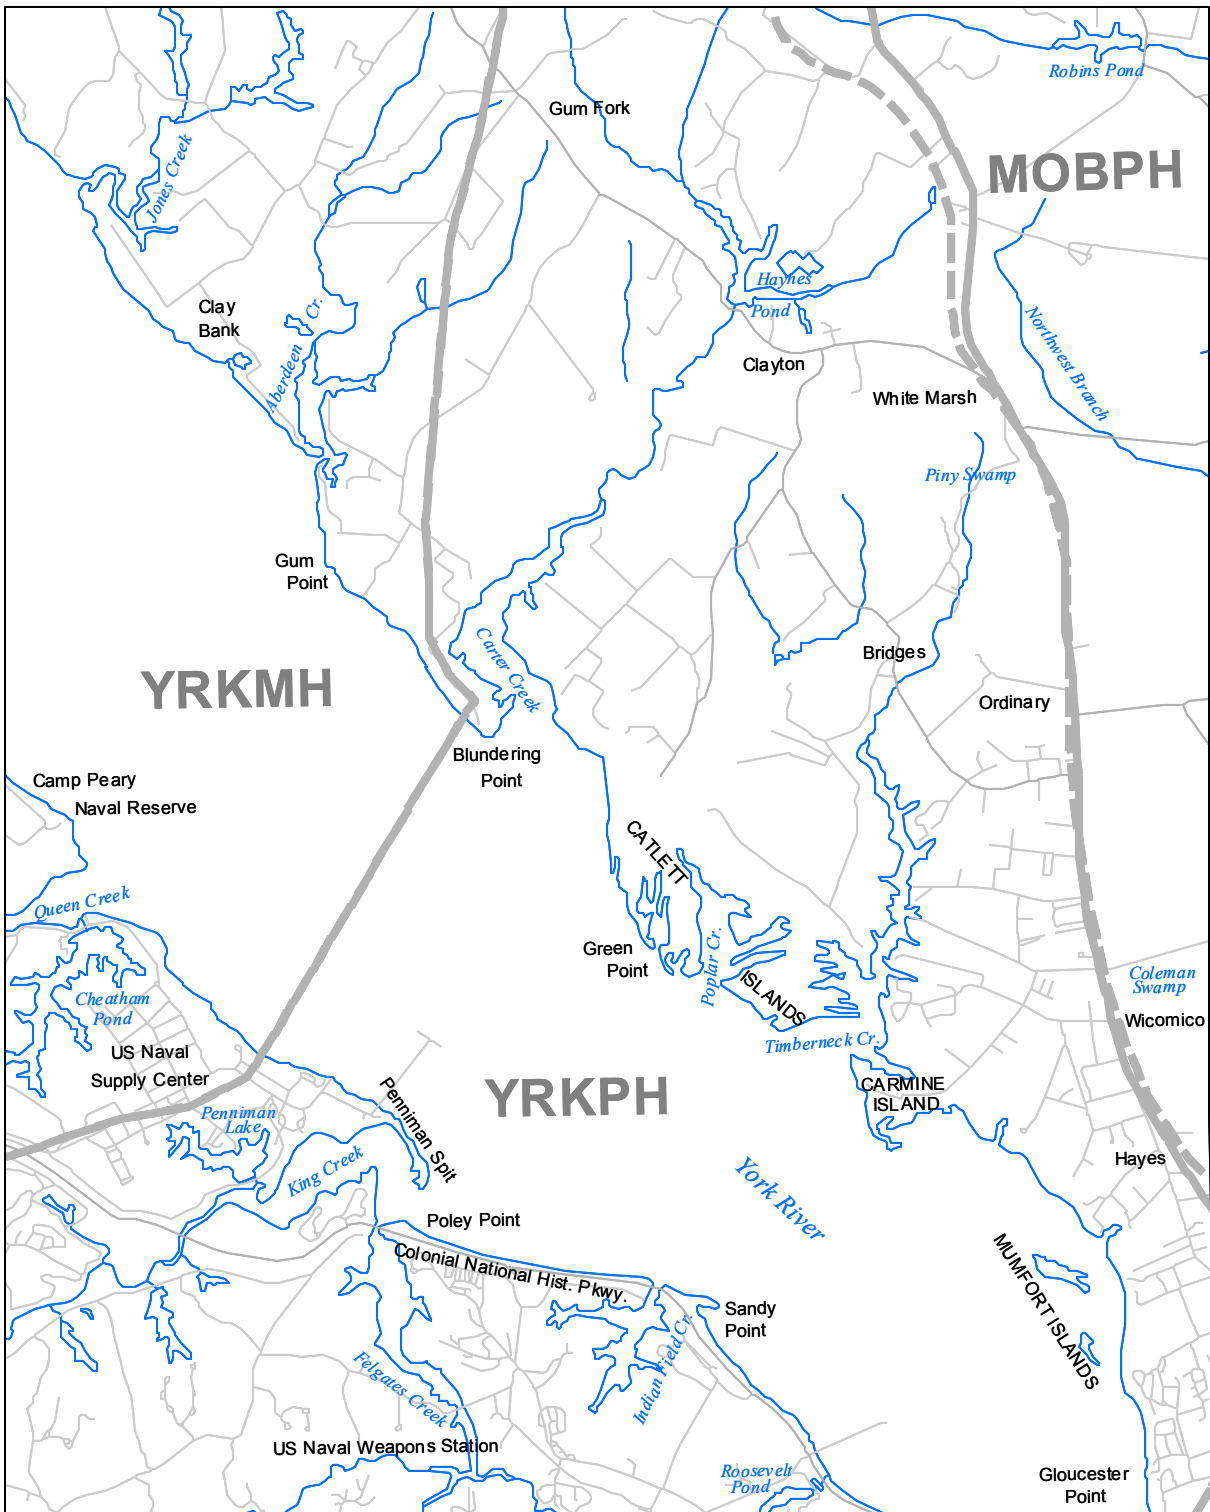 Robins Pond
Gum Fork
MOBPH
Jones Creek
Haynes
Pond
Clay
Bank
Aberdeen Cr.
Northwest Branch
Clayton
White Marsh
Piny Swamp
Gum
Point
Carter Creek
Bridges
YRKMH
Ordinary
Blundering
Point
Camp Peary
Naval Reserve
CATLETT
ISLANDS
Queen Creek
Green
Point
Poplar Cr.
Coleman
Swamp
Cheatham
Pond
Wicomico
US Naval
Supply Center
Timberneck Cr.
YRKPH
CARMINE
ISLAND
Penniman
Lake
Penniman Spit
King Creek
York River
Hayes
Poley Point
Colonial National Hist. Pkwy.
MUMFORT ISLANDS
Sandy
Point
Indian Field Cr.
Felgates Creek
US Naval Weapons Station
Roosevelt
Pond
Gloucester
Point